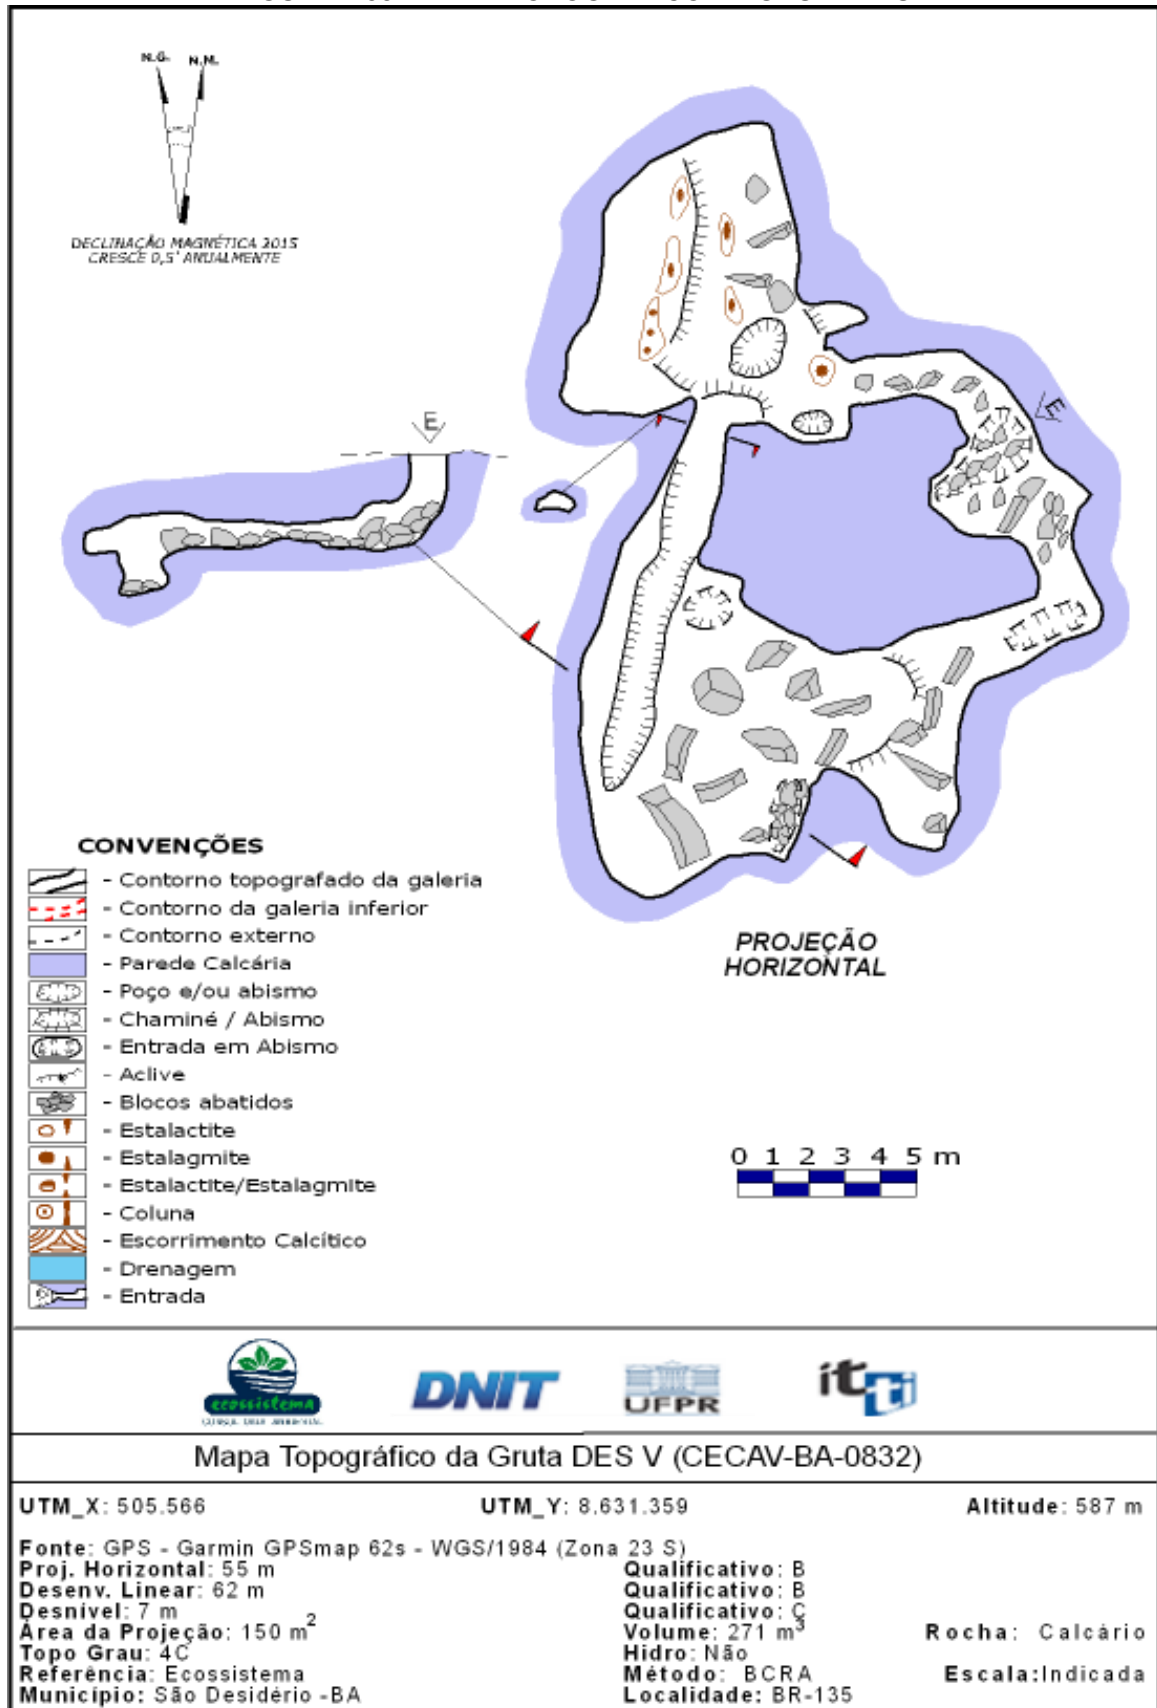 N.G. N.M.
DECLINAÇÃO MAGNÉTICA 2015
CRESCE 0,5' ANUALMENTE
E
E
CONVENÇÕES
- Contorno topografado da galeria
- Contorno da galeria inferior
- Contorno externo
- Parede Calcária
- Poço e/ou abismo
- Chaminé / Abismo
- Entrada em Abismo
- Aclive
- Blocos abatidos
- Estalactite
- Estalagmite
- Estalactite/Estalagmite
- Coluna
- Escorrimento Calcítico
- Drenagem
- Entrada
PROJEÇÃO
HORIZONTAL
0 1 2 3 4 5 m
ecossistema
DNIT
UFPR
itti
Mapa Topográfico da Gruta DES V (CECAV-BA-0832)
UTM_X: 505.566 UTM_Y: 8.631.359 Altitude: 587 m
Fonte: GPS - Garmin GPSmap 62s - WGS/1984 (Zona 23 S)
Proj. Horizontal: 55 m Qualificativo: B
Desenv. Linear: 62 m Qualificativo: B
Desnível: 7 m Qualificativo: C
Área da Projeção: 150 m² Volume: 271 m³ Rocha: Calcário
Topo Grau: 4C Hidro: Não
Referência: Ecossistema Método: BCRA Escala:Indicada
Município: São Desidério -BA Localidade: BR-135